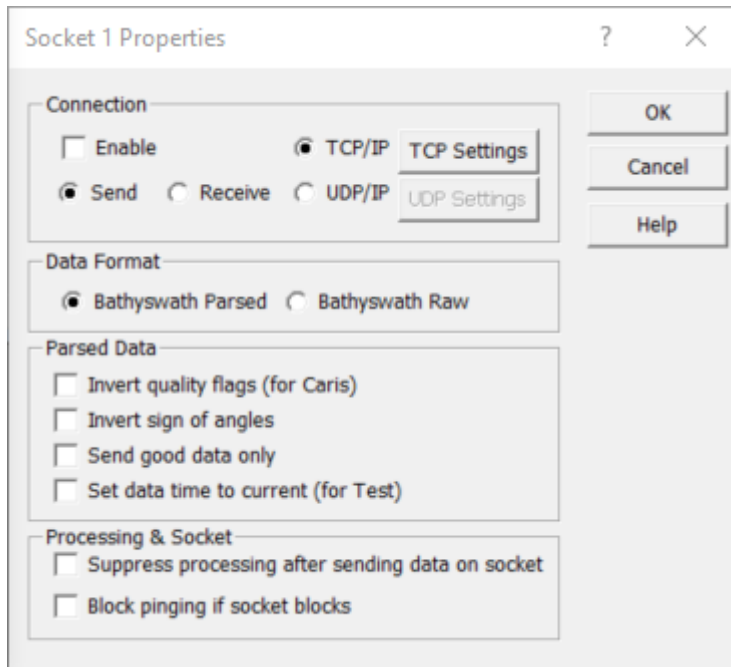 Socket 1 Properties ? ×
Connection
OK
Enable TCP/IP TCP Settings
Cancel
Send Receive UDP/IP UDP Settings
Help
Data Format
Bathyswath Parsed Bathyswath Raw
Parsed Data
Invert quality flags (for Caris)
Invert sign of angles
Send good data only
Set data time to current (for Test)
Processing & Socket
Suppress processing after sending data on socket
Block pinging if socket blocks